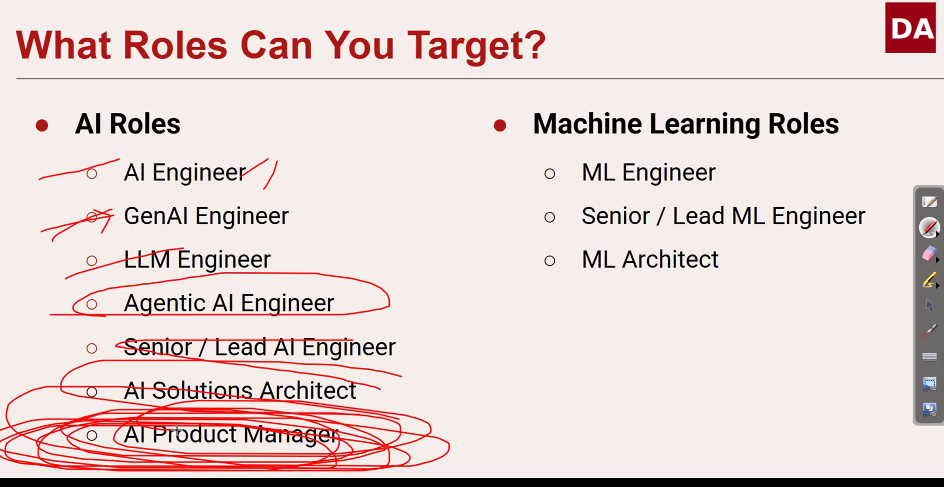 What Roles Can You Target?
DA
AI Roles
AI Engineer
GenAI Engineer
LLM Engineer
Agentic AI Engineer
Senior / Lead AI Engineer
AI Solutions Architect
AI Product Manager
Machine Learning Roles
ML Engineer
Senior / Lead ML Engineer
ML Architect